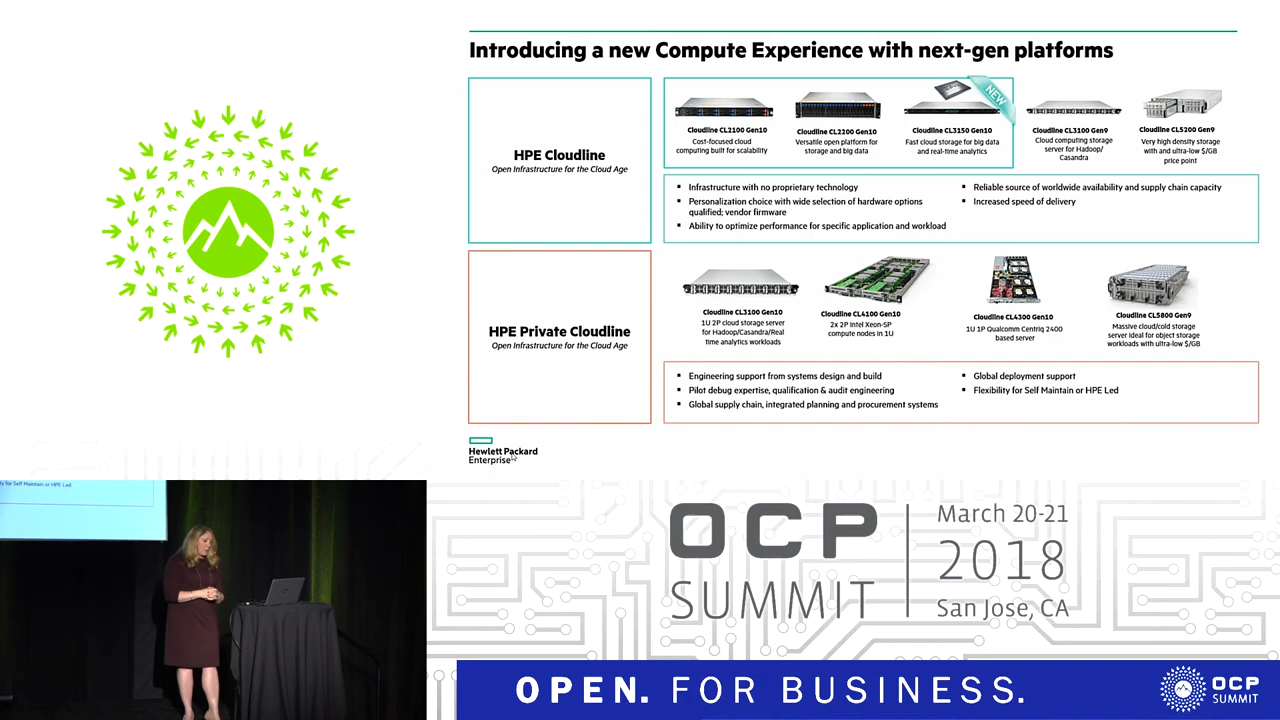 Introducing a new Compute Experience with next-gen platforms
HPE Cloudline
Open Infrastructure for the Cloud Age
Cloudline CL2100 Gen10
Cost-focused cloud
computing built for scalability
Cloudline CL2200 Gen10
Versatile open platform for
storage and big data
NEW
Cloudline CL3150 Gen10
Fast cloud storage for big data
and real-time analytics
Cloudline CL3100 Gen9
Cloud computing storage
server for Hadoop/
Casandra
Cloudline CL5200 Gen9
Very high density storage
with and ultra-low $/GB
price point
▪ Infrastructure with no proprietary technology
▪ Personalization choice with wide selection of hardware options
qualified; vendor firmware
▪ Ability to optimize performance for specific application and workload
▪ Reliable source of worldwide availability and supply chain capacity
▪ Increased speed of delivery
HPE Private Cloudline
Open Infrastructure for the Cloud Age
Cloudline CL3100 Gen10
1U 2P cloud storage server
for Hadoop/Casandra/Real
time analytics workloads
Cloudline CL4100 Gen10
2x 2P Intel Xeon-SP
compute nodes in 1U
Cloudline CL4300 Gen10
1U 1P Qualcomm Centriq 2400
based server
Cloudline CL5800 Gen9
Massive cloud/cold storage
server ideal for object storage
workloads with ultra-low $/GB
▪ Engineering support from systems design and build
▪ Pilot debug expertise, qualification & audit engineering
▪ Global supply chain, integrated planning and procurement systems
▪ Global deployment support
▪ Flexibility for Self Maintain or HPE Led
Hewlett Packard
Enterprise
for Self Maintain or HPE Led
OCP
SUMMIT
March 20-21
2018
San Jose, CA
OPEN. FOR BUSINESS.
OCP
SUMMIT